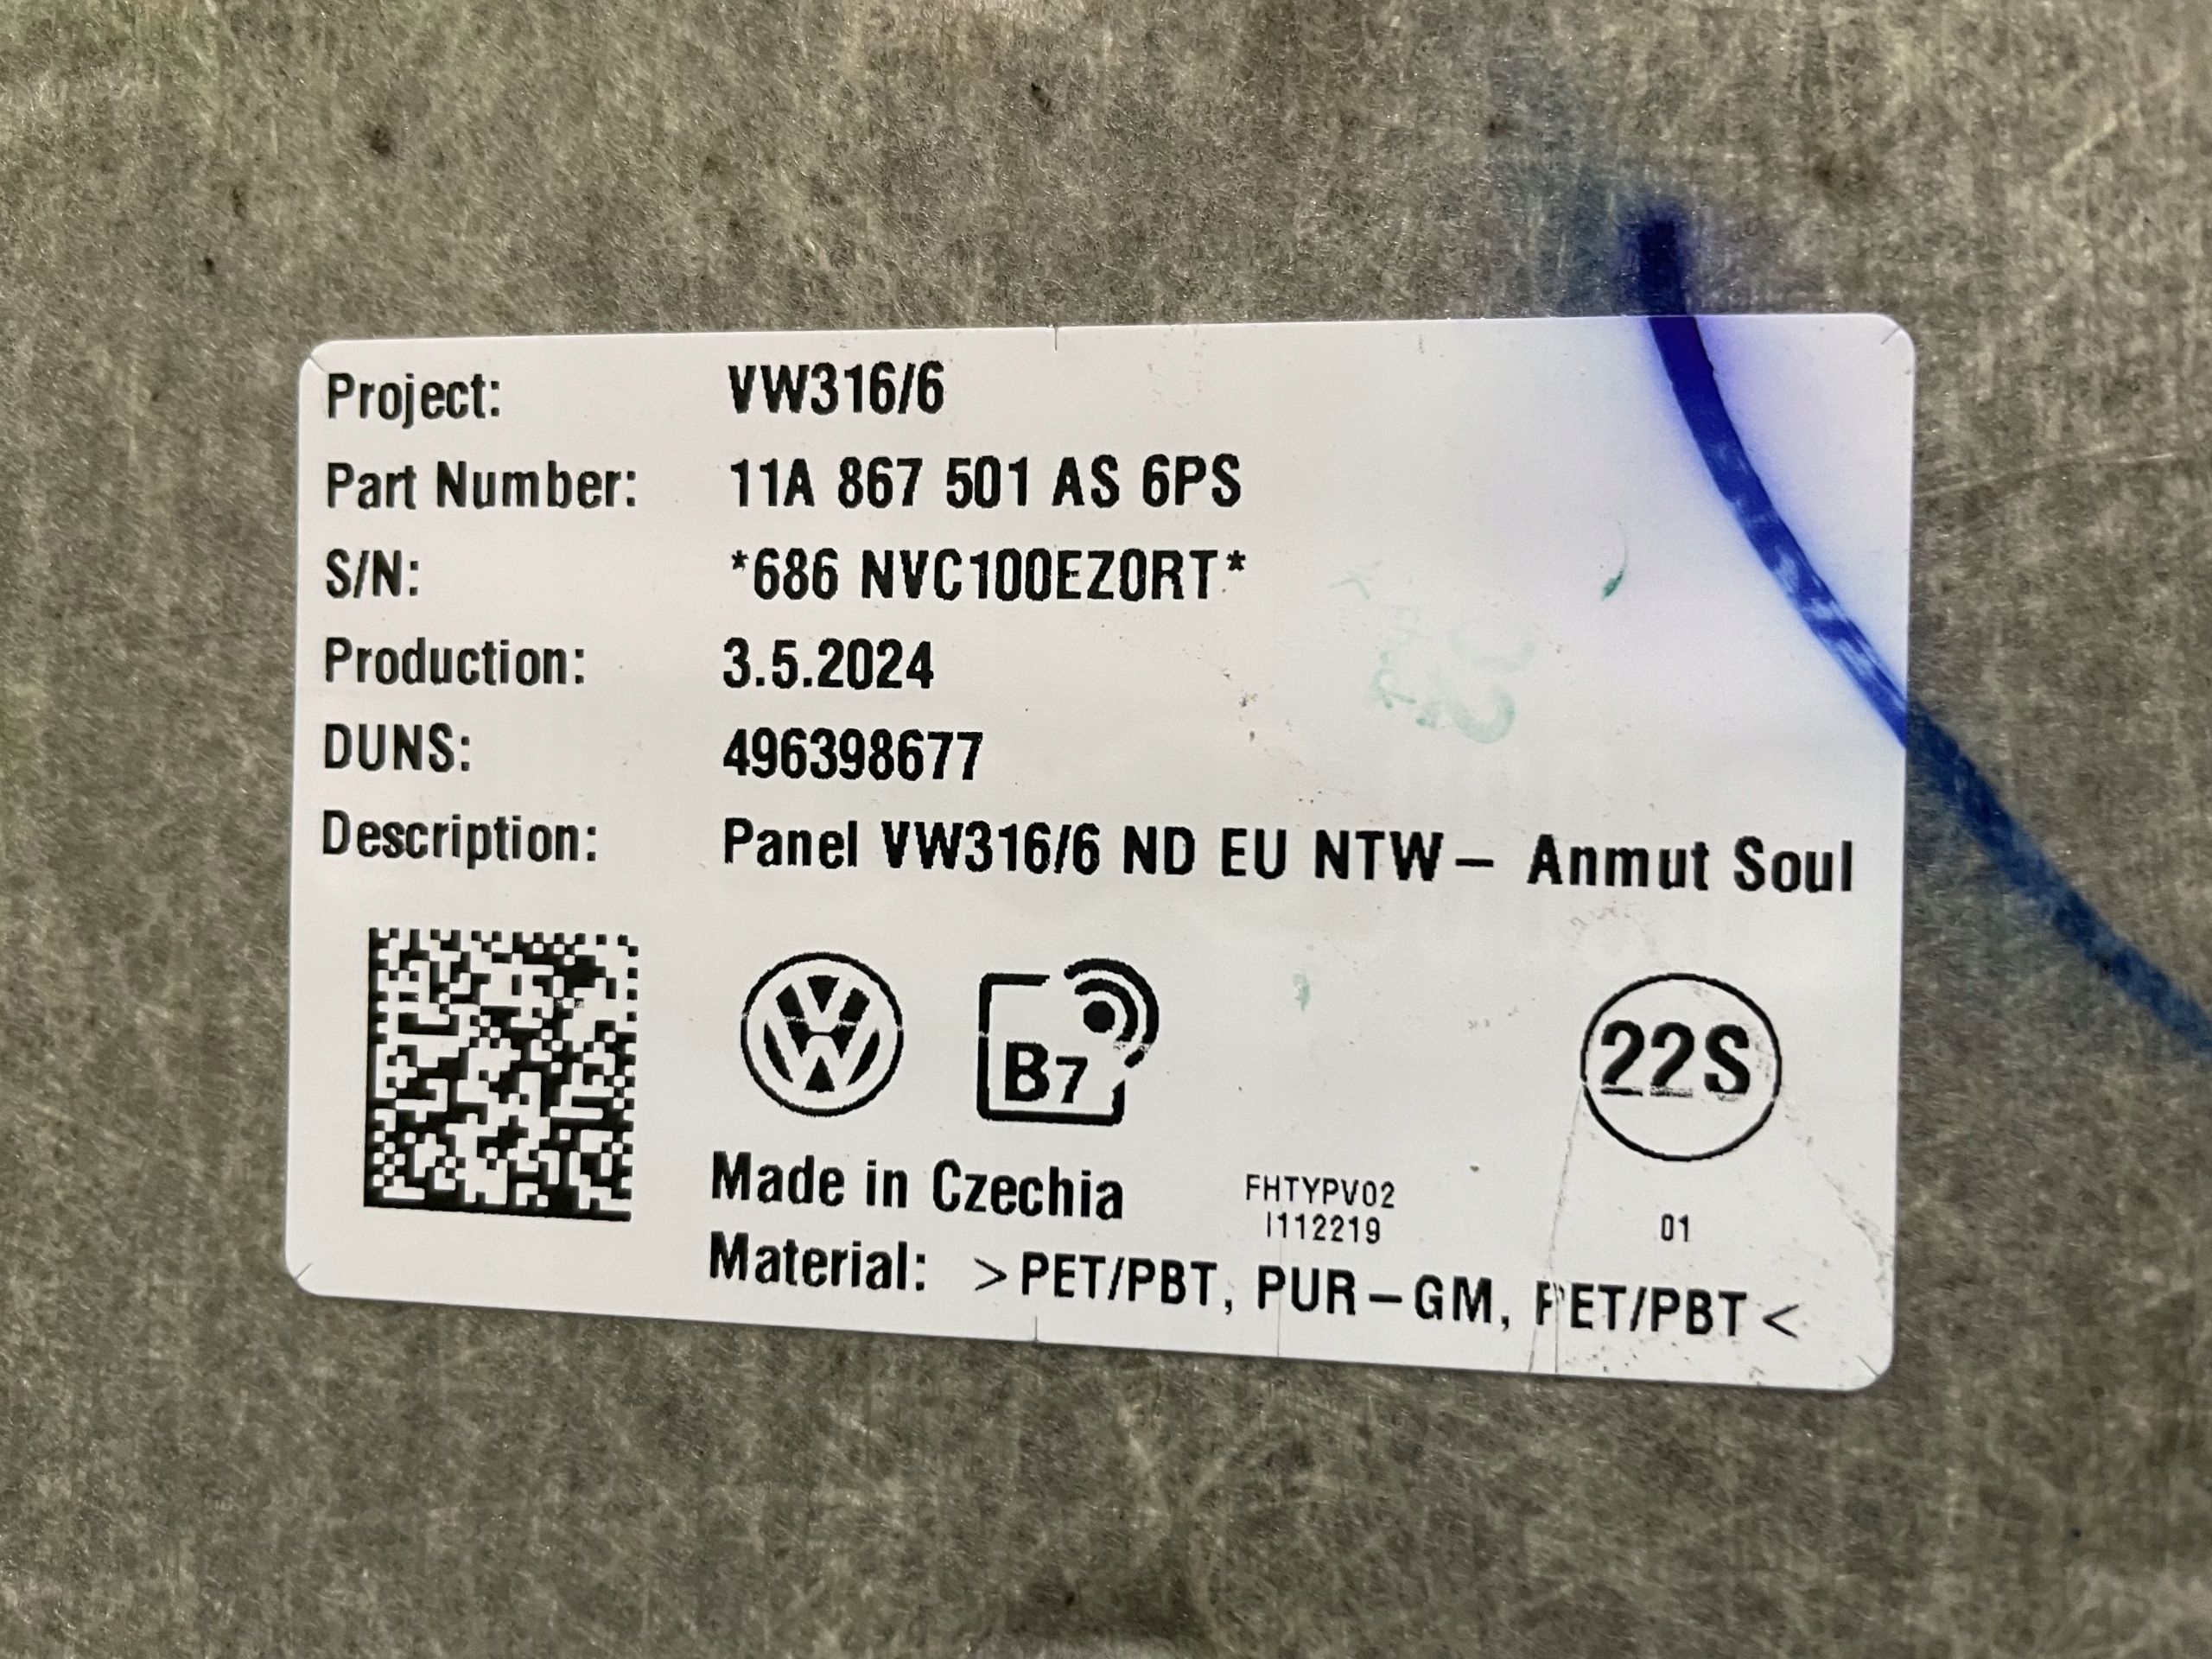 Project: VW316/6
Part Number: 11A 867 501 AS 6PS
S/N: *686 NVC100EZ0RT*
Production: 3.5.2024
DUNS: 496398677
Description: Panel VW316/6 ND EU NTW– Anmut Soul
B7
22S
Made in Czechia
FHTYPV02
I112219
01
Material: >PET/PBT, PUR–GM, PET/PBT<